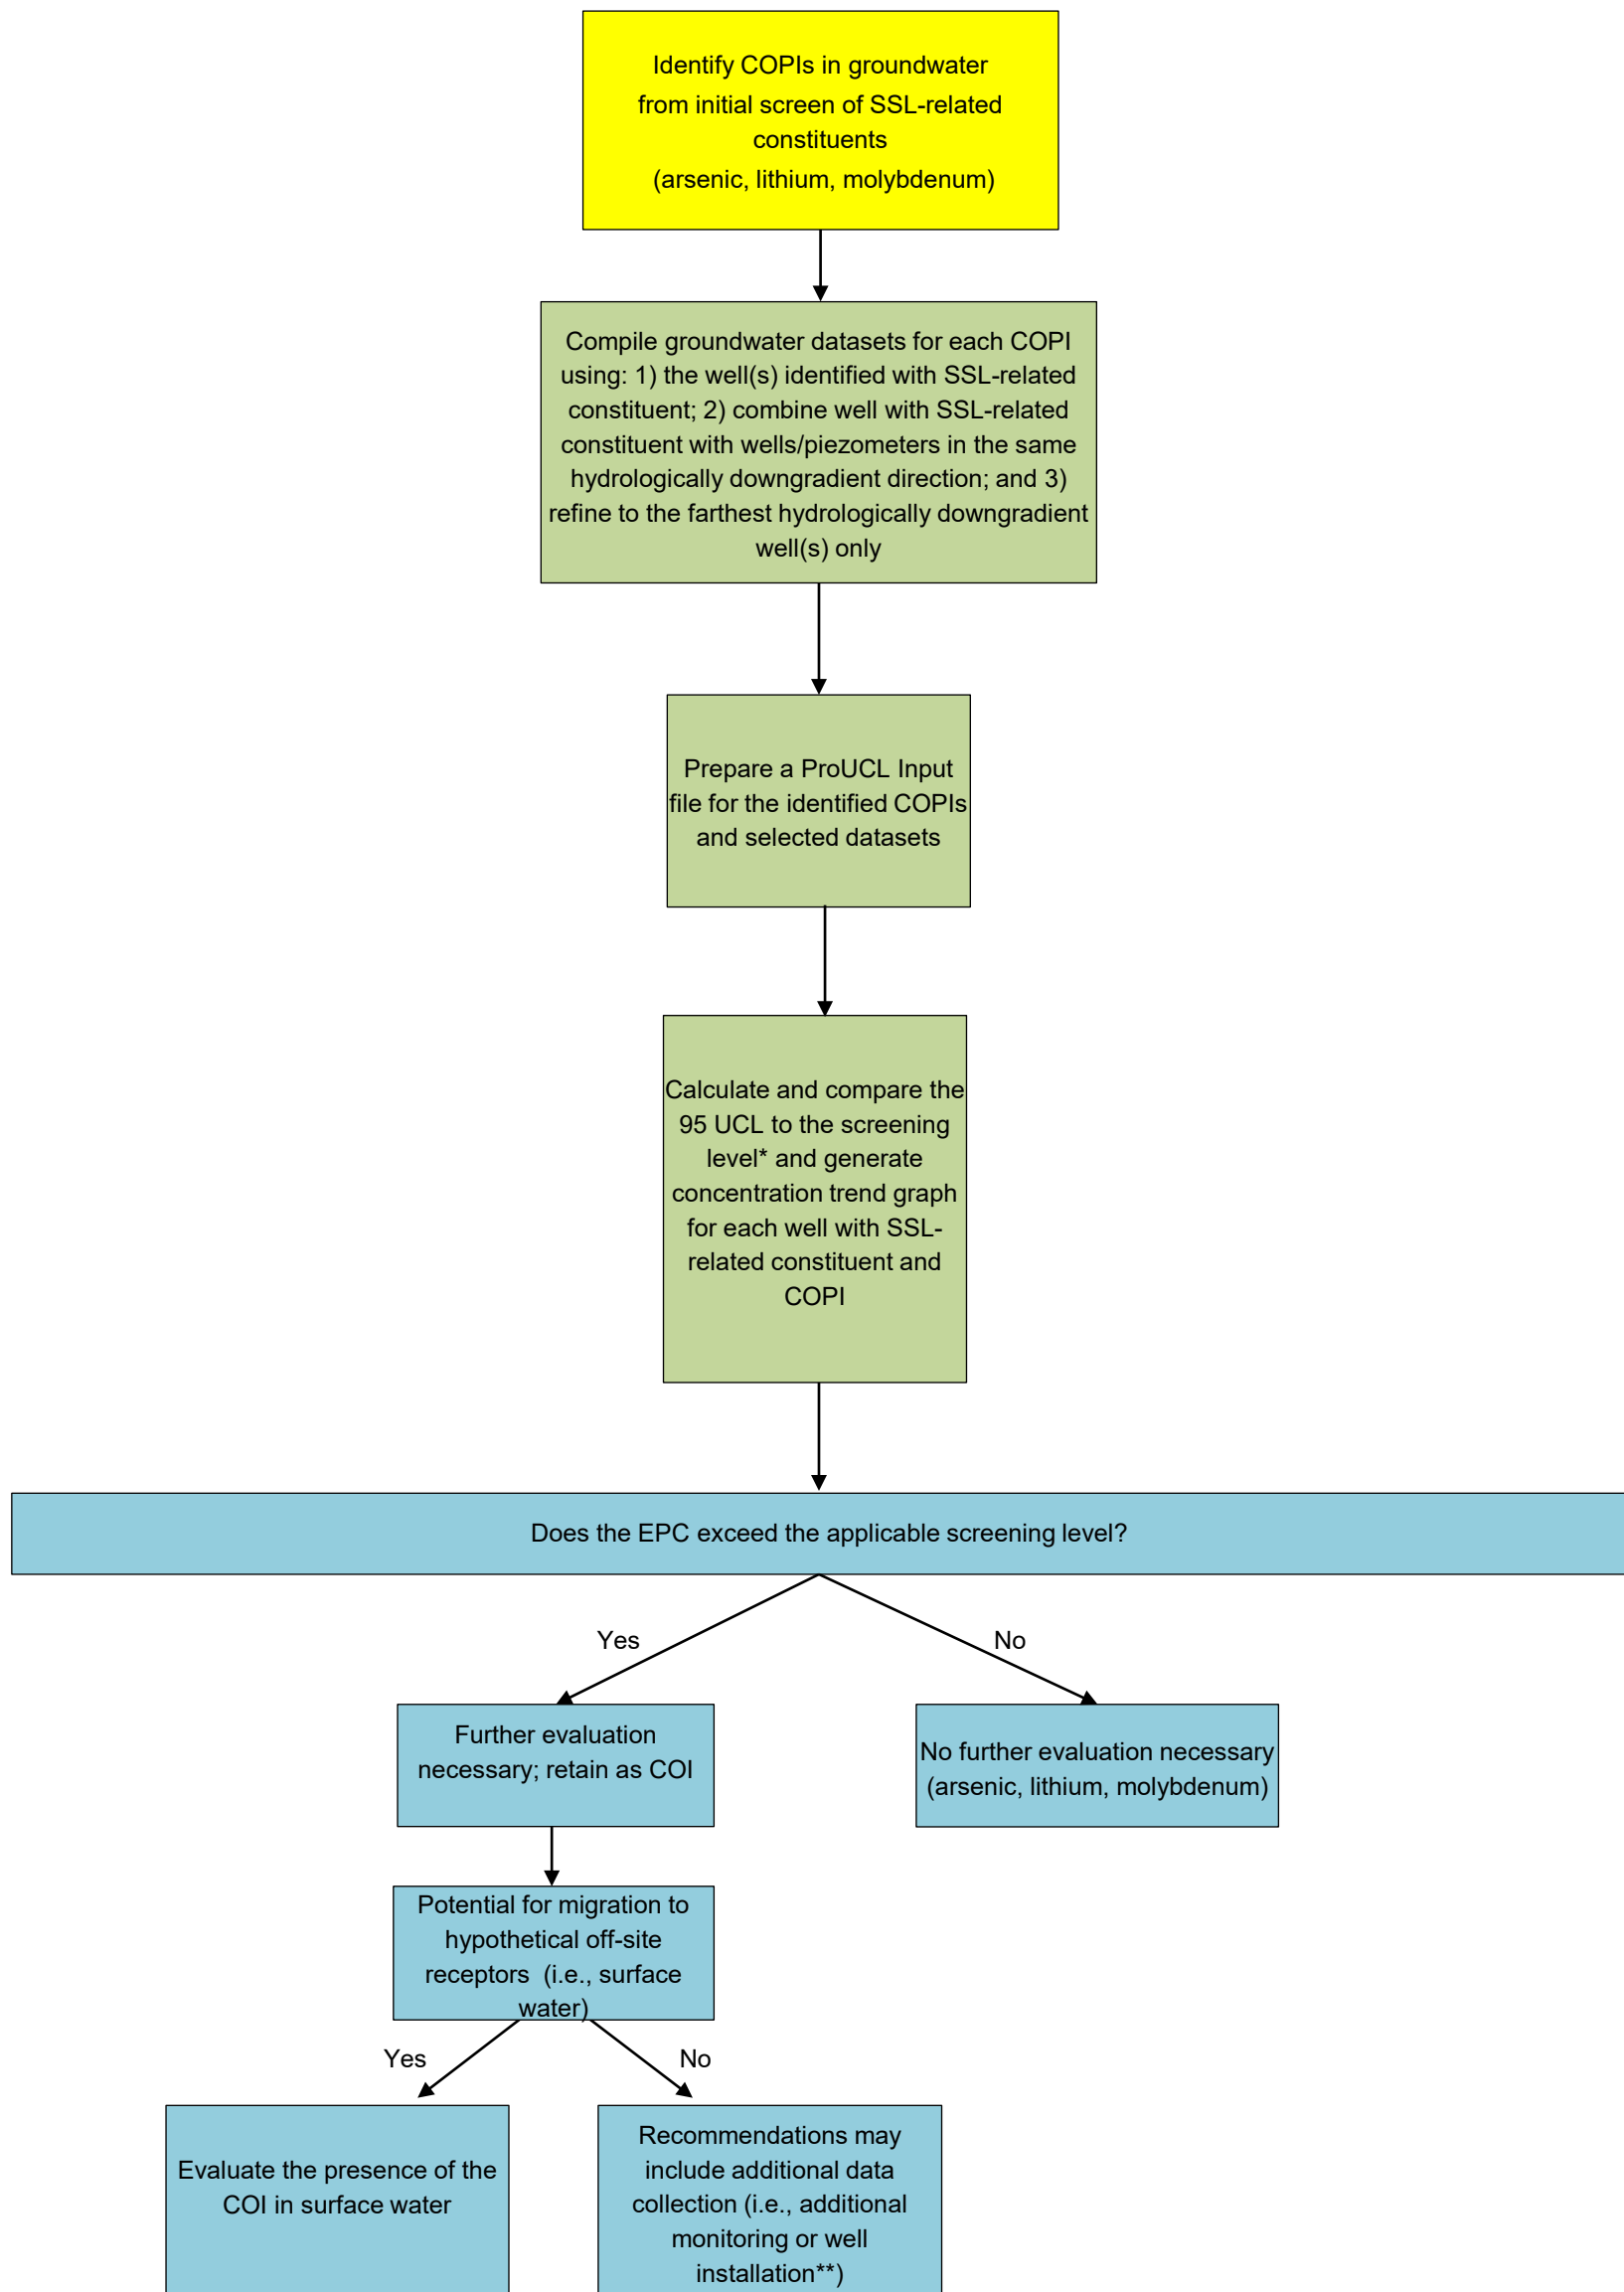 Identify COPIs in groundwater
from initial screen of SSL-related
constituents
(arsenic, lithium, molybdenum)
Compile groundwater datasets for each COPI
using: 1) the well(s) identified with SSL-related
constituent; 2) combine well with SSL-related
constituent with wells/piezometers in the same
hydrologically downgradient direction; and 3)
refine to the farthest hydrologically downgradient
well(s) only
Prepare a ProUCL Input
file for the identified COPIs
and selected datasets
Calculate and compare the
95 UCL to the screening
level* and generate
concentration trend graph
for each well with SSL-
related constituent and
COPI
Does the EPC exceed the applicable screening level?
Yes
No
Further evaluation
necessary; retain as COI
No further evaluation necessary
(arsenic, lithium, molybdenum)
Potential for migration to
hypothetical off-site
receptors (i.e., surface
water)
Yes
No
Evaluate the presence of the
COI in surface water
Recommendations may
include additional data
collection (i.e., additional
monitoring or well
installation**)